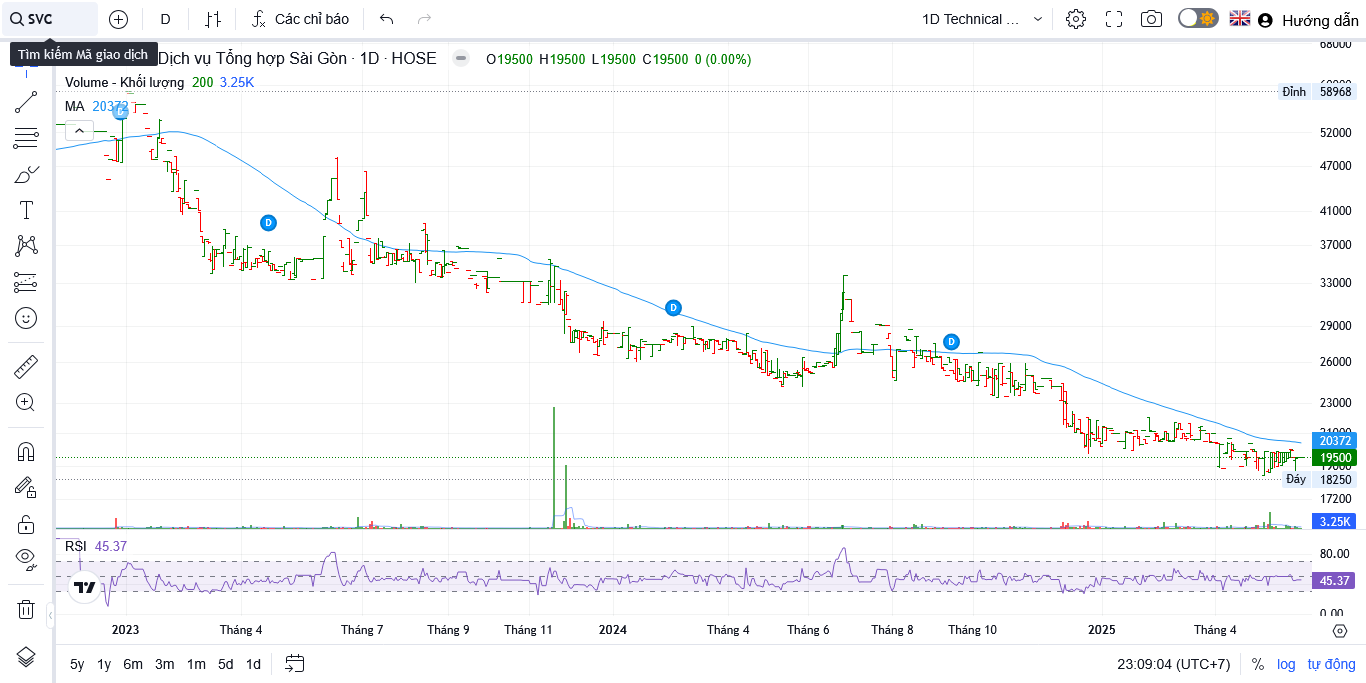 SVC
D
Các chỉ báo
1D Technical ...
Hướng dẫn
Tìm kiếm Mã giao dịch
Dịch vụ Tổng hợp Sài Gòn · 1D · HOSE
O19500 H19500 L19500 C19500 0 (0.00%)
Volume - Khối lượng 200 3.25K
MA 20372
D
D
D
D
68000
Đỉnh 58968
52000
47000
41000
37000
33000
29000
26000
23000
21000
20372
19500
19000
Đáy 18250
17200
3.25K
RSI 45.37
80.00
45.37
0.00
2023 Tháng 4 Tháng 7 Tháng 9 Tháng 11 2024 Tháng 4 Tháng 6 Tháng 8 Tháng 10 2025 Tháng 4
5y 1y 6m 3m 1m 5d 1d
23:09:04 (UTC+7) % log tự động